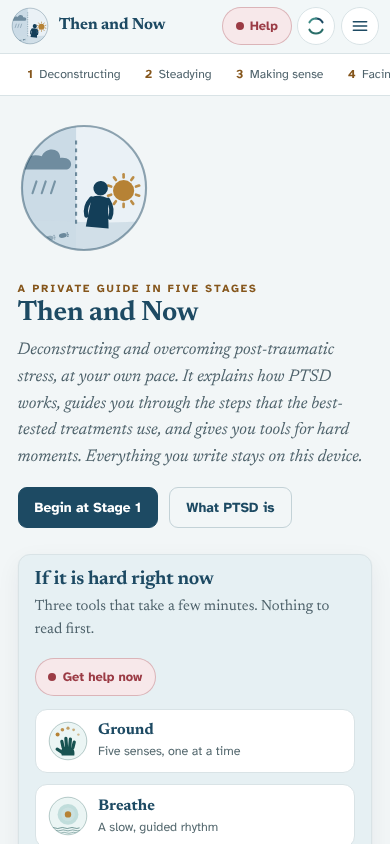 Then and Now
Help
1 Deconstructing 2 Steadying 3 Making sense 4 Facin
A PRIVATE GUIDE IN FIVE STAGES
Then and Now
Deconstructing and overcoming post-traumatic
stress, at your own pace. It explains how PTSD
works, guides you through the steps that the best-
tested treatments use, and gives you tools for hard
moments. Everything you write stays on this device.
Begin at Stage 1 What PTSD is
If it is hard right now
Three tools that take a few minutes. Nothing to
read first.
Get help now
Ground
Five senses, one at a time
Breathe
A slow, guided rhythm